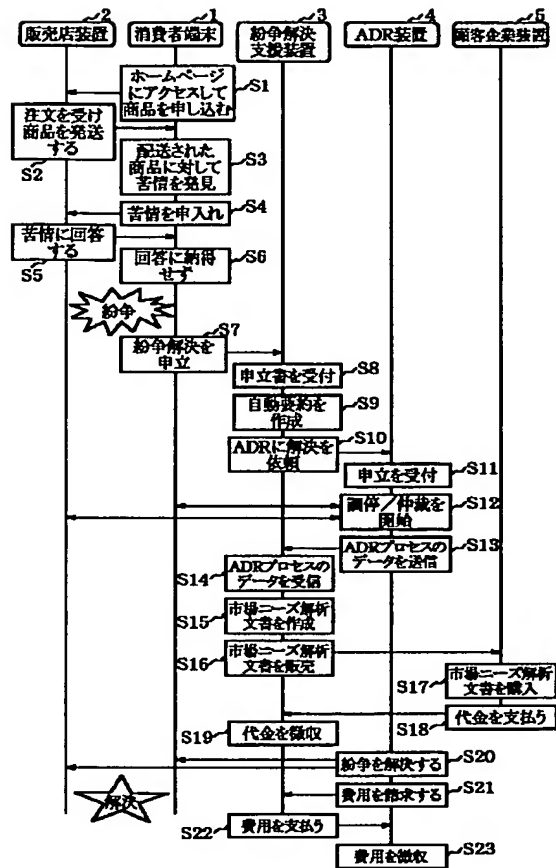 2
1
3
4
5
販売店装置
消費者端末
紛争解決
支援装置
ADR装置
顧客企業装置
ホームページ
にアクセスして
商品を申し込む
S1
注文を受け
商品を発送
する
S2
配送された
商品に対して
苦情を発見
S3
苦情を申入れ
S4
苦情に回答
する
S5
回答に納得
せず
S6
紛争
紛争解決を
申立
S7
申立書を受付
S8
自動要約を
作成
S9
ADRに解決を
依頼
S10
申立を受付
S11
調停/仲裁を
開始
S12
ADRプロセスの
データを送信
S13
S14
ADRプロセスの
データを受信
S15
市場ニーズ解析
文書を作成
S16
市場ニーズ解析
文書を販売
S17
市場ニーズ解析
文書を購入
S18
代金を支払う
S19
代金を徴収
紛争を解決する
S20
解決
費用を請求する
S21
S22
費用を支払う
費用を徴収
S23